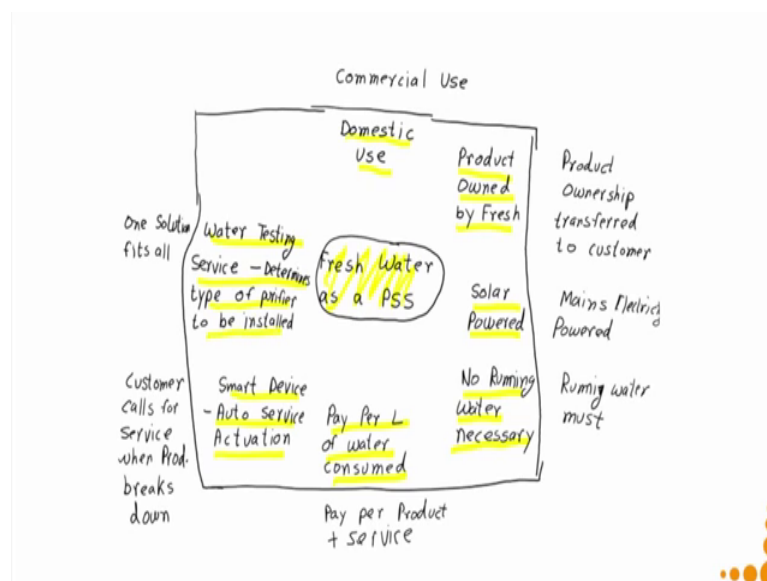 Commercial Use
Domestic
Use
Product
Owned
by Fresh
Product
Ownership
transferred
to customer
One Solution
fits all
Water Testing
Service - Determines
type of purifier
to be installed
Fresh Water
as a PSS
Solar
Powered
Mains Electricity
Powered
Customer
calls for
service
when Prod.
breaks
down
Smart Device
- Auto service
Actuation
Pay Per L
of water
consumed
No Running
Water
necessary
Runnig water
must
Pay per Product
+ service